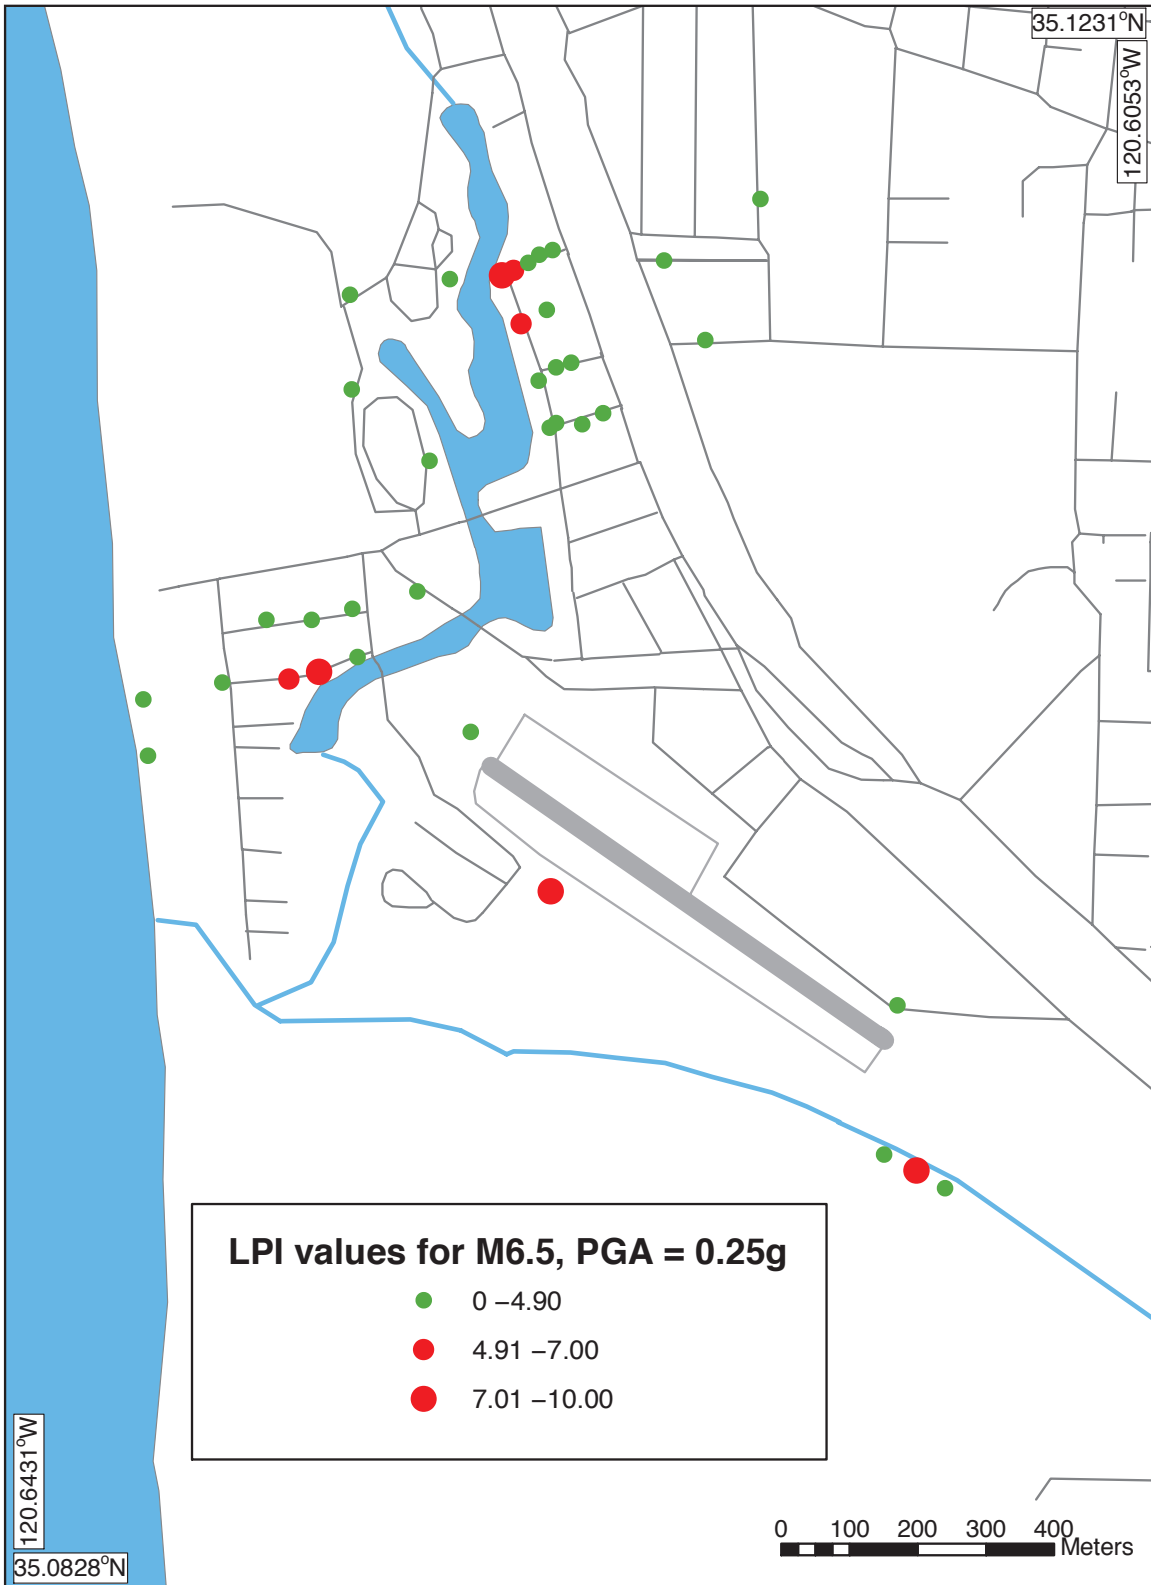 35.1231°N
120.6053°W
LPI values for M6.5, PGA = 0.25g
0 –4.90
4.91 –7.00
7.01 –10.00
120.6431°W
35.0828°N
0 100 200 300 400
Meters